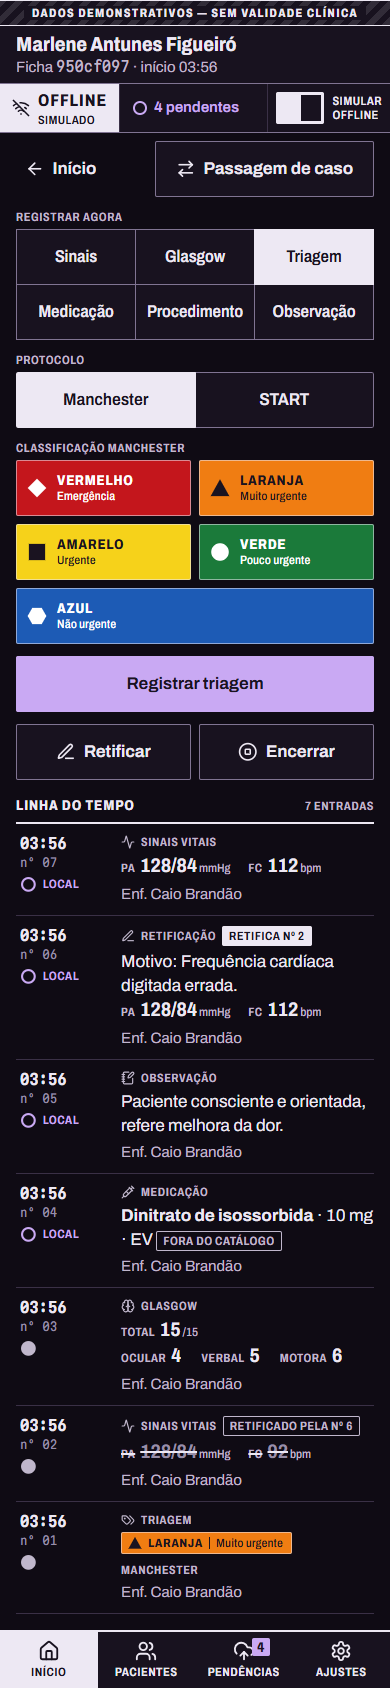 DADOS DEMONSTRATIVOS — SEM VALIDADE CLÍNICA
Marlene Antunes Figueiró
Ficha 950cf097 · início 03:56
OFFLINE
SIMULADO
4 pendentes
SIMULAR
OFFLINE
Início
Passagem de caso
REGISTRAR AGORA
Sinais
Glasgow
Triagem
Medicação
Procedimento
Observação
PROTOCOLO
Manchester
START
CLASSIFICAÇÃO MANCHESTER
VERMELHO
Emergência
LARANJA
Muito urgente
AMARELO
Urgente
VERDE
Pouco urgente
AZUL
Não urgente
Registrar triagem
Retificar
Encerrar
LINHA DO TEMPO
7 ENTRADAS
03:56
n° 07
LOCAL
SINAIS VITAIS
PA 128/84 mmHg FC 112 bpm
Enf. Caio Brandão
03:56
n° 06
LOCAL
RETIFICAÇÃO RETIFICA Nº 2
Motivo: Frequência cardíaca
digitada errada.
PA 128/84 mmHg FC 112 bpm
Enf. Caio Brandão
03:56
n° 05
LOCAL
OBSERVAÇÃO
Paciente consciente e orientada,
refere melhora da dor.
Enf. Caio Brandão
03:56
n° 04
LOCAL
MEDICAÇÃO
Dinitrato de isossorbida · 10 mg
· EV FORA DO CATÁLOGO
Enf. Caio Brandão
03:56
n° 03
GLASGOW
TOTAL 15 /15
OCULAR 4 VERBAL 5 MOTORA 6
Enf. Caio Brandão
03:56
n° 02
SINAIS VITAIS RETIFICADO PELA Nº 6
PA 128/84 mmHg FC 92 bpm
Enf. Caio Brandão
03:56
n° 01
TRIAGEM
LARANJA | Muito urgente
MANCHESTER
Enf. Caio Brandão
INÍCIO
PACIENTES
4
PENDÊNCIAS
AJUSTES